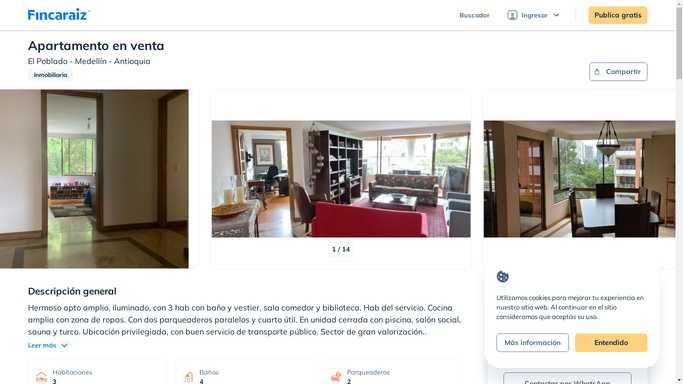 Fincaraiz
Buscador
Ingresar
Publica gratis
Apartamento en venta
El Poblado - Medellín - Antioquia
Inmobiliaria
Compartir
1 / 14
Descripción general
Hermoso apto amplio, iluminado, con 3 hab con baño y vestier, sala comedor y biblioteca. Hab del servicio. Cocina
amplia con zona de ropas. Con dos parqueaderos paralelos y cuarto útil. En unidad cerrada con piscina, salón social,
sauna y turco. Ubicación privilegiada, con buen servicio de transporte público. Sector de gran valorización..
Leer más
Habitaciones
3
Baños
4
Parqueaderos
2
Utilizamos cookies para mejorar tu experiencia en
nuestro sitio web. Al continuar en el sitio
consideramos que aceptas su uso.
Más información
Entendido
Contactar por WhatsApp